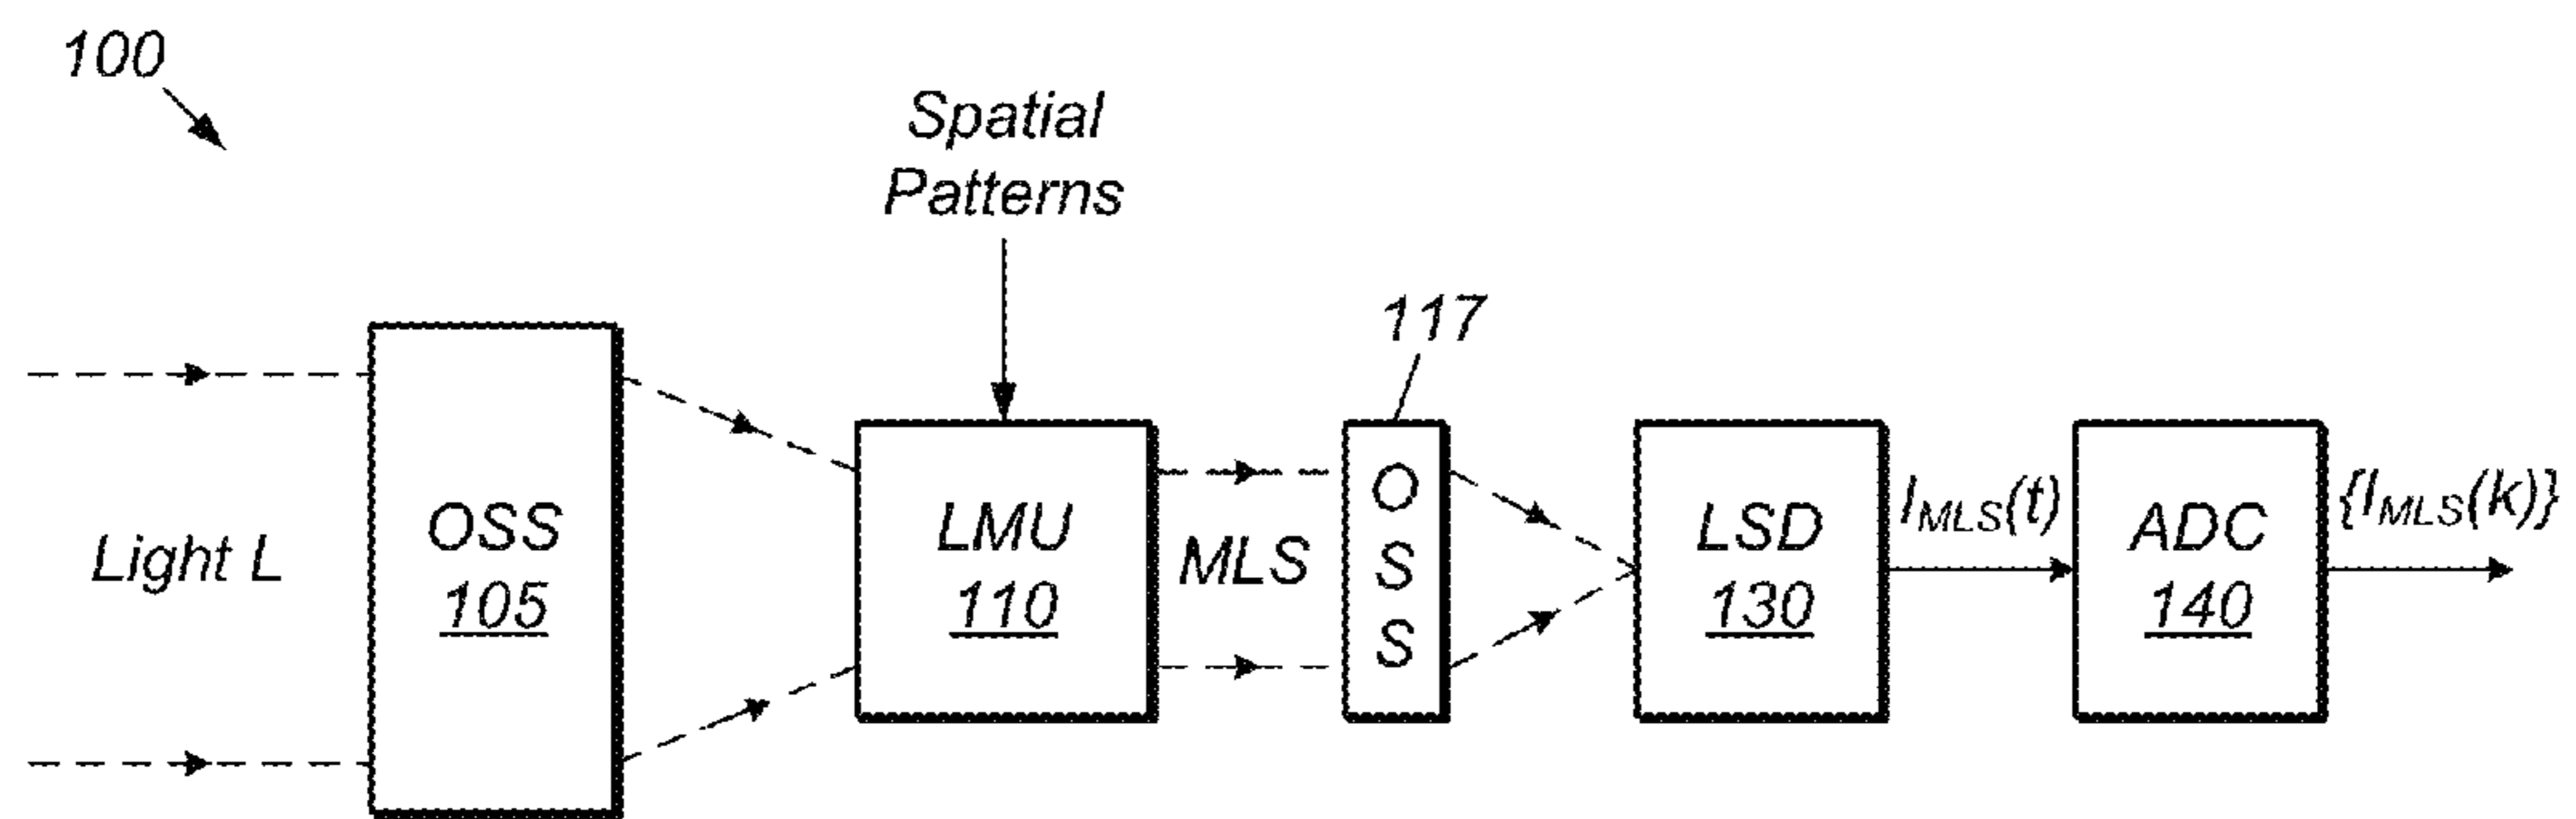 100
Spatial
Patterns
117
Light L
OSS
105
LMU
110
MLS
O
S
S
LSD
130
I_MLS(t)
ADC
140
{I_MLS(k)}